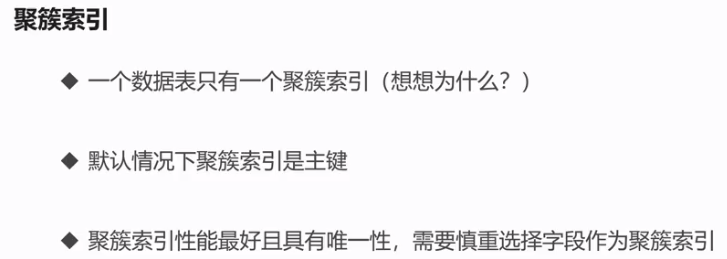 聚簇索引
◆ 一个数据表只有一个聚簇索引（想想为什么？）
◆ 默认情况下聚簇索引是主键
◆ 聚簇索引性能最好且具有唯一性，需要慎重选择字段作为聚簇索引